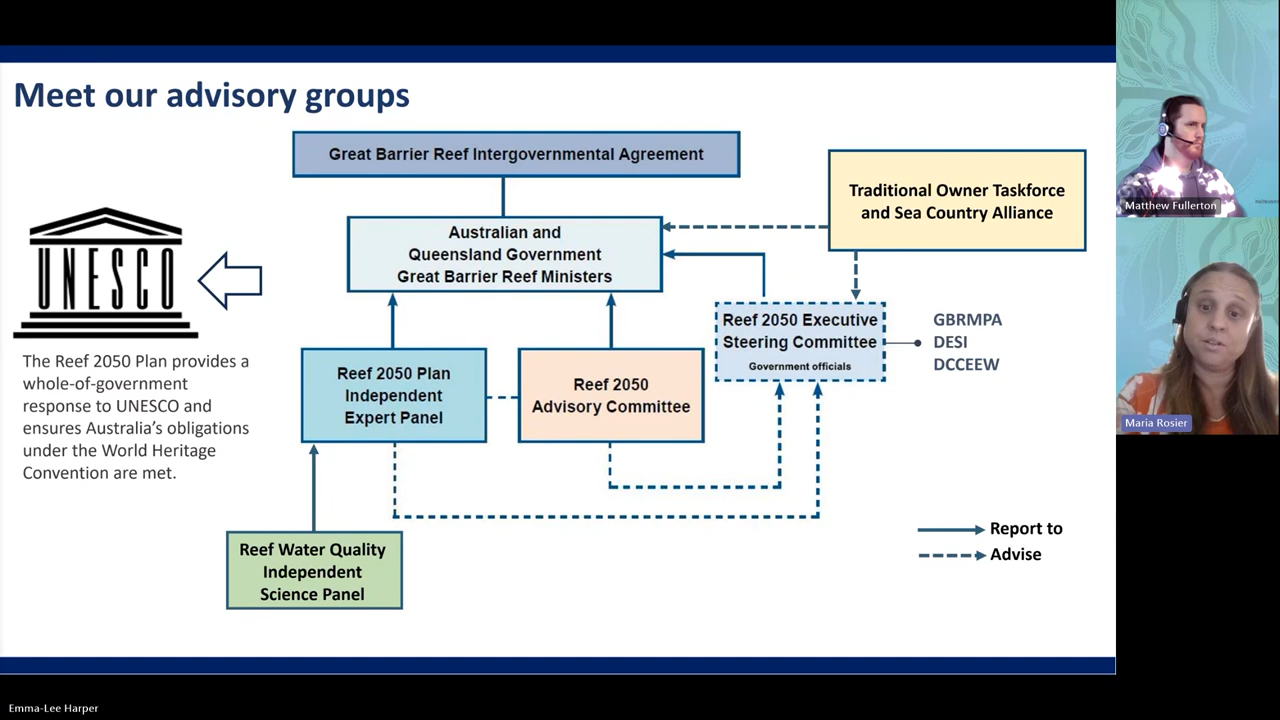 Meet our advisory groups
Great Barrier Reef Intergovernmental Agreement
Traditional Owner Taskforce
and Sea Country Alliance
Australian and
Queensland Government
Great Barrier Reef Ministers
UNESCO
The Reef 2050 Plan provides a
whole-of-government
response to UNESCO and
ensures Australia's obligations
under the World Heritage
Convention are met.
Reef 2050 Executive
Steering Committee
Government officials
GBRMPA
DESI
DCCEEW
Reef 2050 Plan
Independent
Expert Panel
Reef 2050
Advisory Committee
Reef Water Quality
Independent
Science Panel
Report to
Advise
Matthew Fullerton
Maria Rosier
Emma-Lee Harper